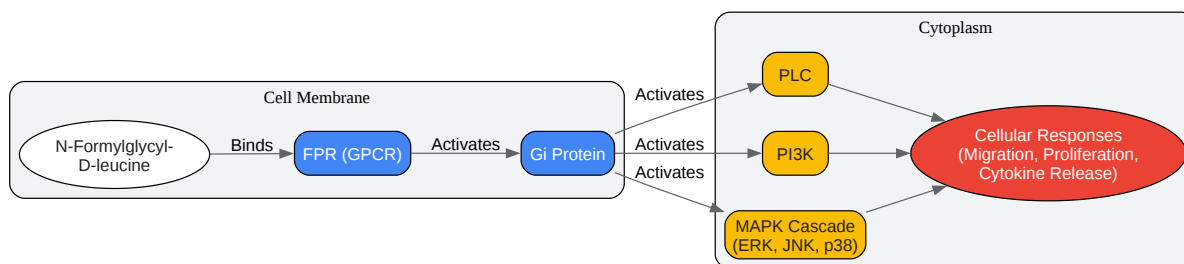 Cell Membrane
N-Formylglycyl-
D-leucine
Binds
FPR (GPCR)
Activates
Gi Protein
Activates
Activates
Activates
Cytoplasm
PLC
PI3K
MAPK Cascade
(ERK, JNK, p38)
Cellular Responses
(Migration, Proliferation,
Cytokine Release)